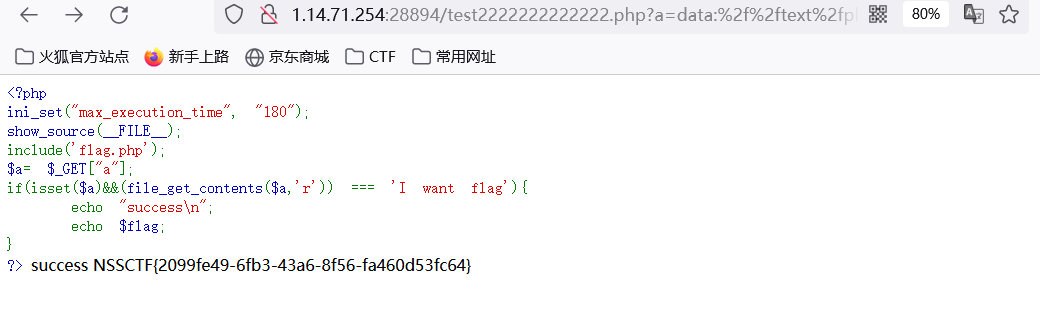 1.14.71.254:28894/test2222222222222.php?a=data:%2f%2ftext%2fpl
80%
火狐官方站点 新手上路 京东商城 CTF 常用网址
<?php
ini_set("max_execution_time", "180");
show_source(__FILE__);
include('flag.php');
$a= $_GET["a"];
if(isset($a)&&(file_get_contents($a,'r')) === 'I want flag'){
echo "success\n";
echo $flag;
}
?> success NSSCTF{2099fe49-6fb3-43a6-8f56-fa460d53fc64}